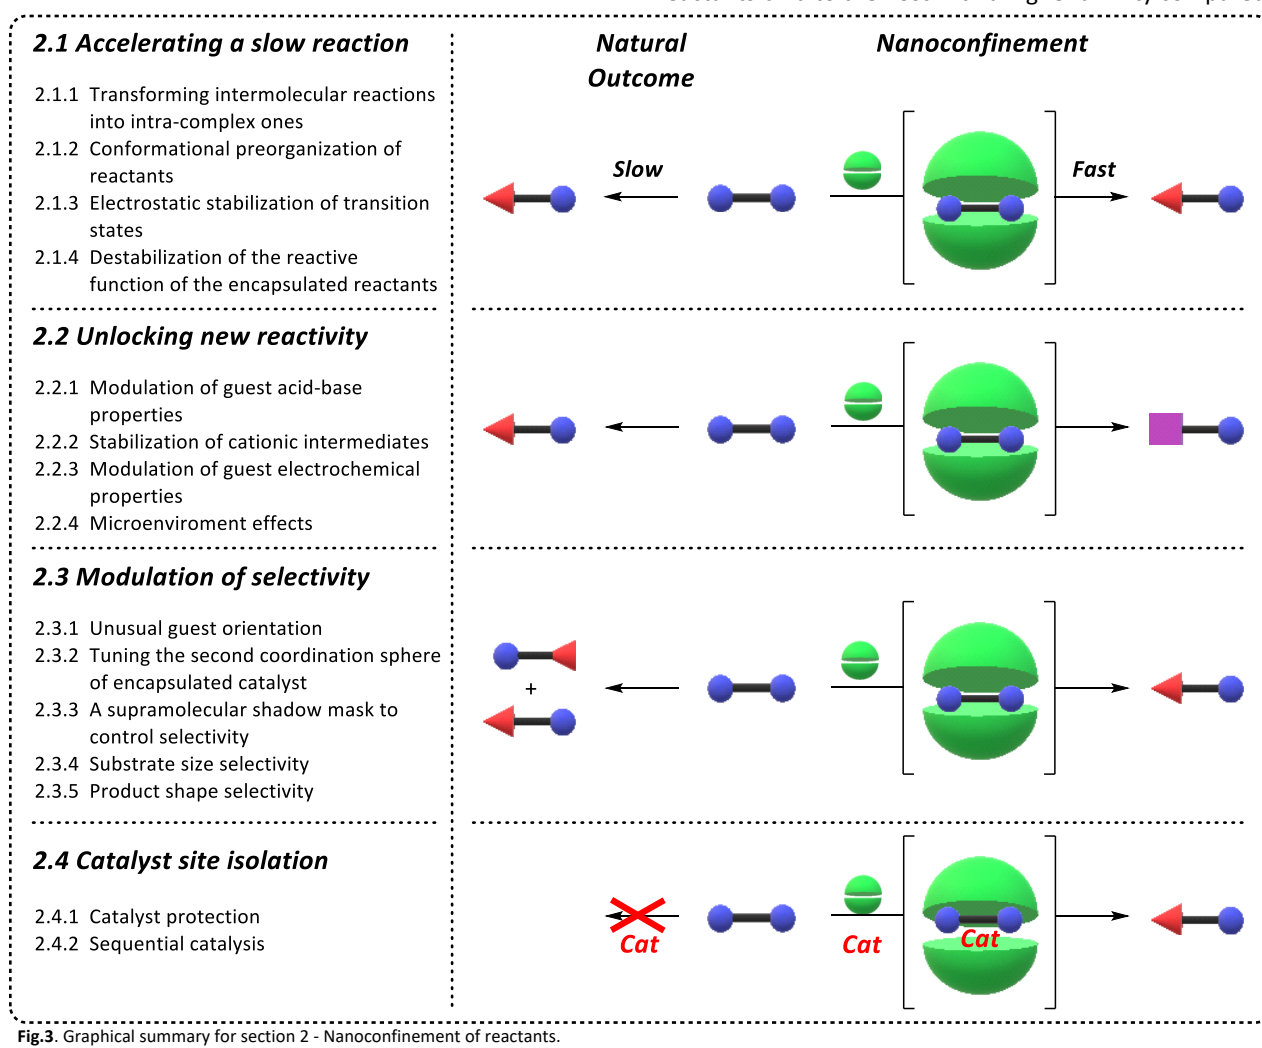 2.1 Accelerating a slow reaction
2.1.1 Transforming intermolecular reactions
into intra-complex ones
2.1.2 Conformational preorganization of
reactants
2.1.3 Electrostatic stabilization of transition
states
2.1.4 Destabilization of the reactive
function of the encapsulated reactants
Natural
Outcome
Nanoconfinement
Slow
Fast
2.2 Unlocking new reactivity
2.2.1 Modulation of guest acid-base
properties
2.2.2 Stabilization of cationic intermediates
2.2.3 Modulation of guest electrochemical
properties
2.2.4 Microenviroment effects
2.3 Modulation of selectivity
2.3.1 Unusual guest orientation
2.3.2 Tuning the second coordination sphere
of encapsulated catalyst
2.3.3 A supramolecular shadow mask to
control selectivity
2.3.4 Substrate size selectivity
2.3.5 Product shape selectivity
+
2.4 Catalyst site isolation
2.4.1 Catalyst protection
2.4.2 Sequential catalysis
Cat
Cat
Cat
Fig.3. Graphical summary for section 2 - Nanoconfinement of reactants.